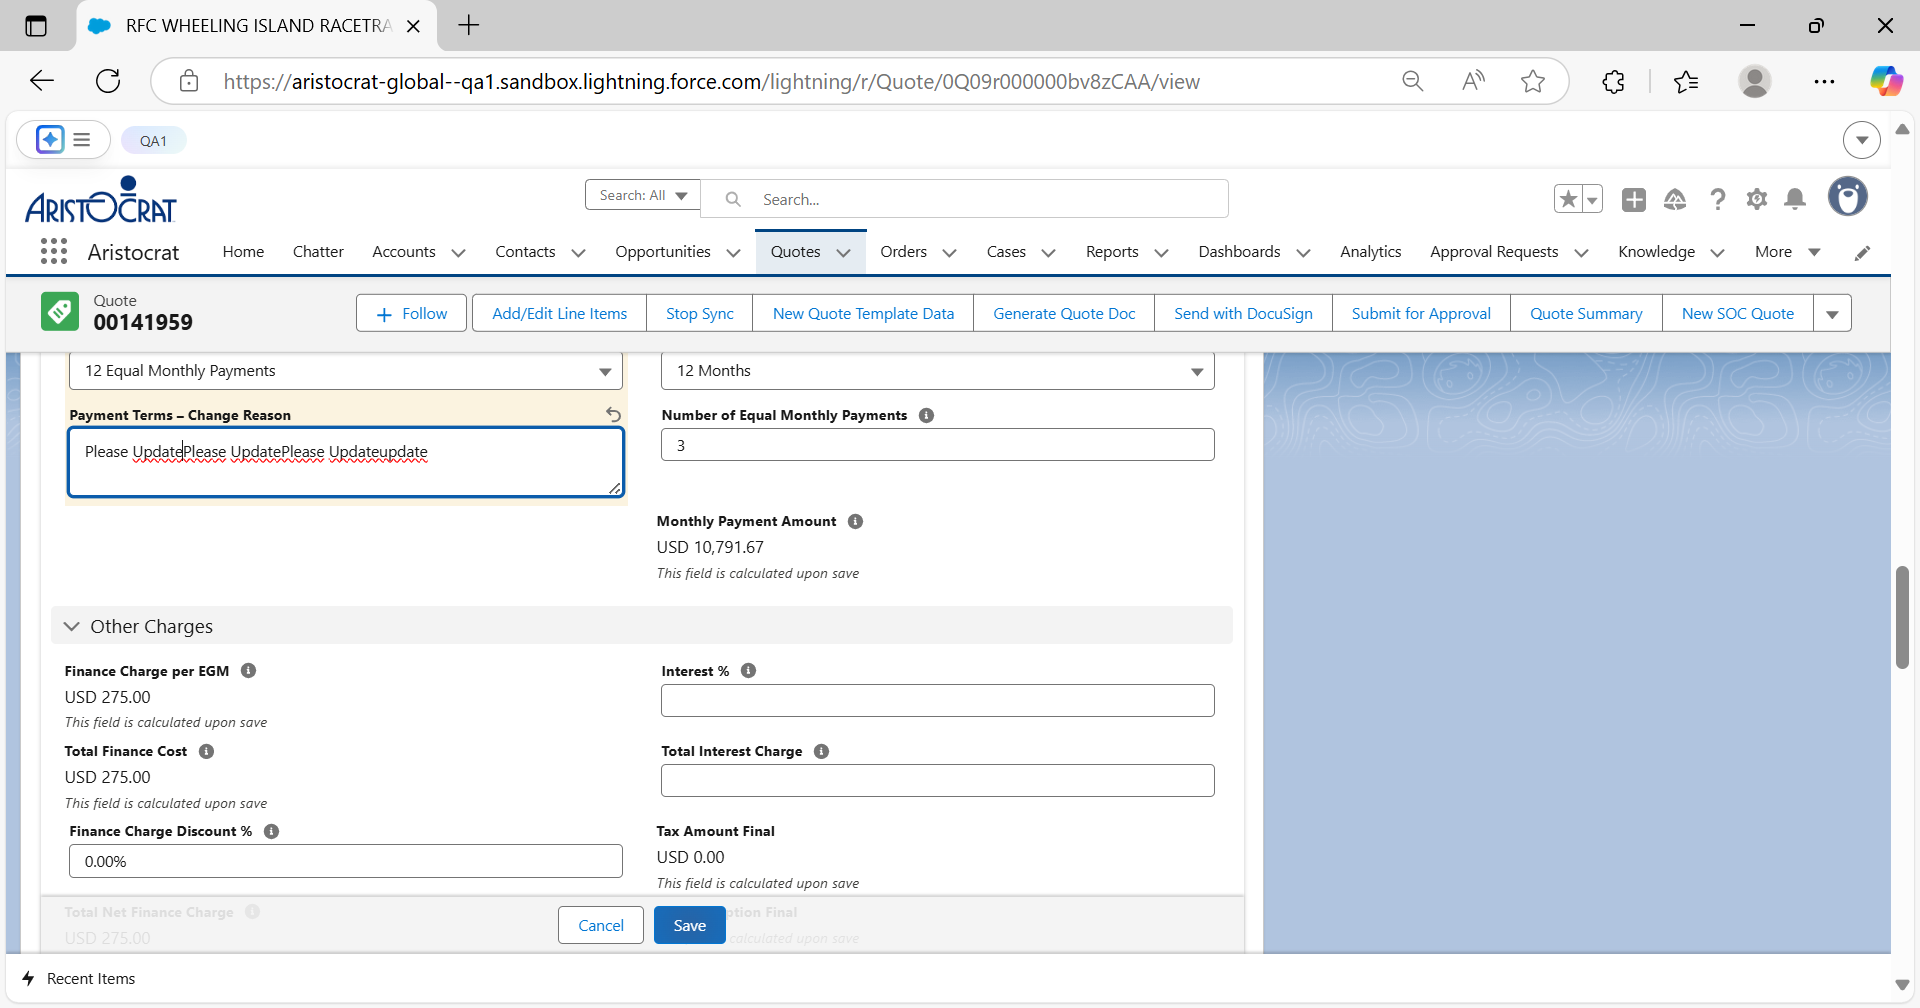 RFC WHEELING ISLAND RACETRA
https://aristocrat-global--qa1.sandbox.lightning.force.com/lightning/r/Quote/0Q09r000000bv8zCAA/view
QA1
ARISTOCRAT
Search: All
Search...
Aristocrat
Home
Chatter
Accounts
Contacts
Opportunities
Quotes
Orders
Cases
Reports
Dashboards
Analytics
Approval Requests
Knowledge
More
Quote
00141959
Follow
Add/Edit Line Items
Stop Sync
New Quote Template Data
Generate Quote Doc
Send with DocuSign
Submit for Approval
Quote Summary
New SOC Quote
12 Equal Monthly Payments
12 Months
Payment Terms – Change Reason
Please UpdatePlease UpdatePlease Updateupdate
Number of Equal Monthly Payments
3
Monthly Payment Amount
USD 10,791.67
This field is calculated upon save
Other Charges
Finance Charge per EGM
USD 275.00
This field is calculated upon save
Interest %
Total Finance Cost
USD 275.00
This field is calculated upon save
Total Interest Charge
Finance Charge Discount %
0.00%
Tax Amount Final
USD 0.00
This field is calculated upon save
Total Net Finance Charge
USD 275.00
ption Final
calculated upon save
Cancel
Save
Recent Items